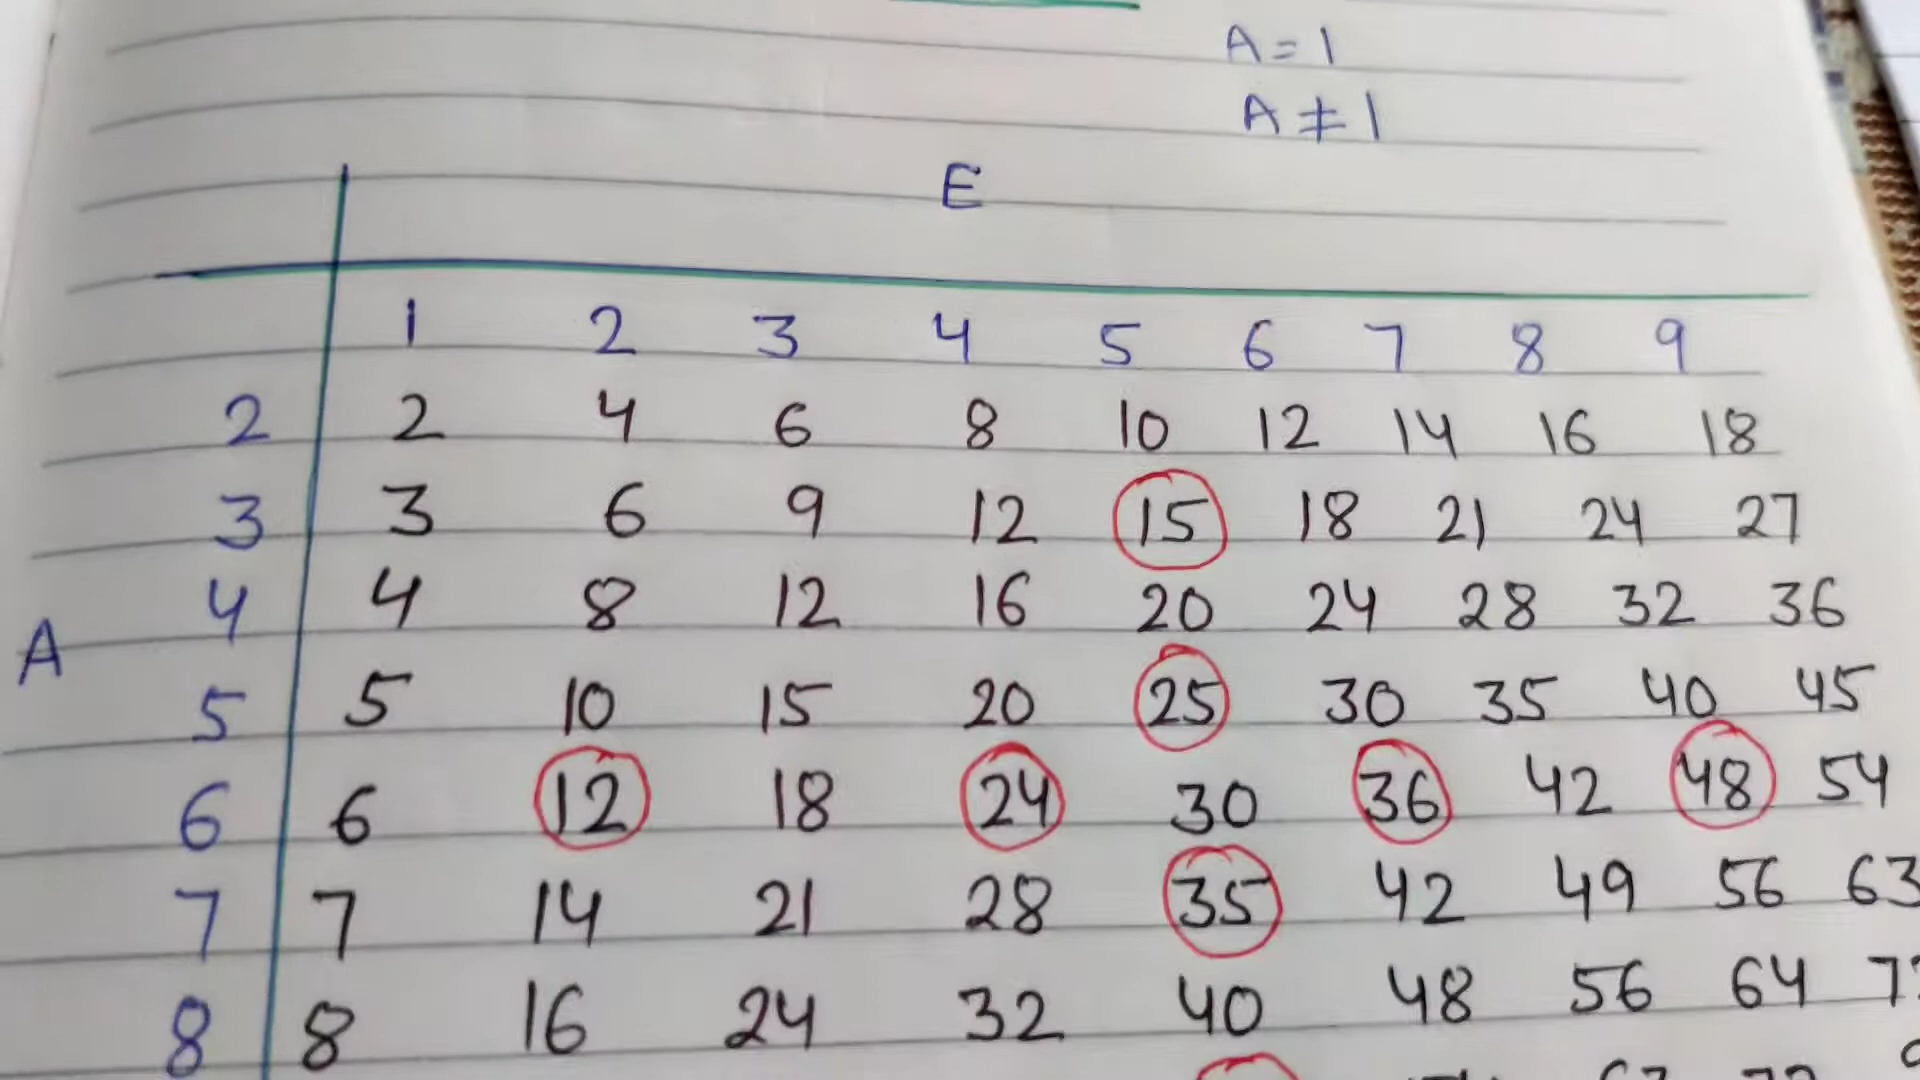 A = 1
A ≠ 1
E
1 2 3 4 5 6 7 8 9
2 2 4 6 8 10 12 14 16 18
3 3 6 9 12 15 18 21 24 27
4 4 8 12 16 20 24 28 32 36
A
5 5 10 15 20 25 30 35 40 45
6 6 12 18 24 30 36 42 48 54
7 7 14 21 28 35 42 49 56 63
8 8 16 24 32 40 48 56 64